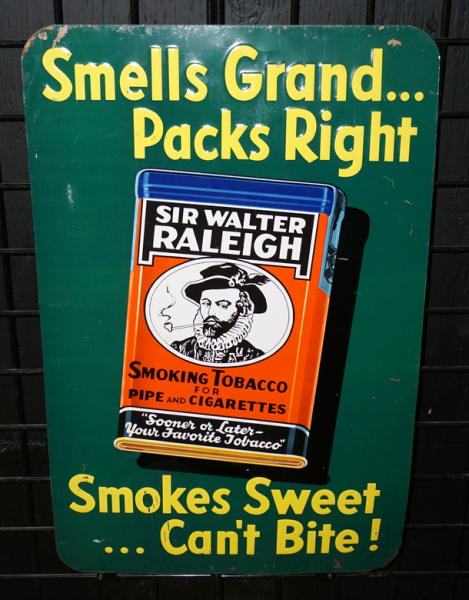 Smells Grand...
Packs Right
SIR WALTER
RALEIGH
SMOKING TOBACCO
FOR
PIPE AND CIGARETTES
"Sooner or Later-
Your Favorite Tobacco"
Smokes Sweet
... Can't Bite!